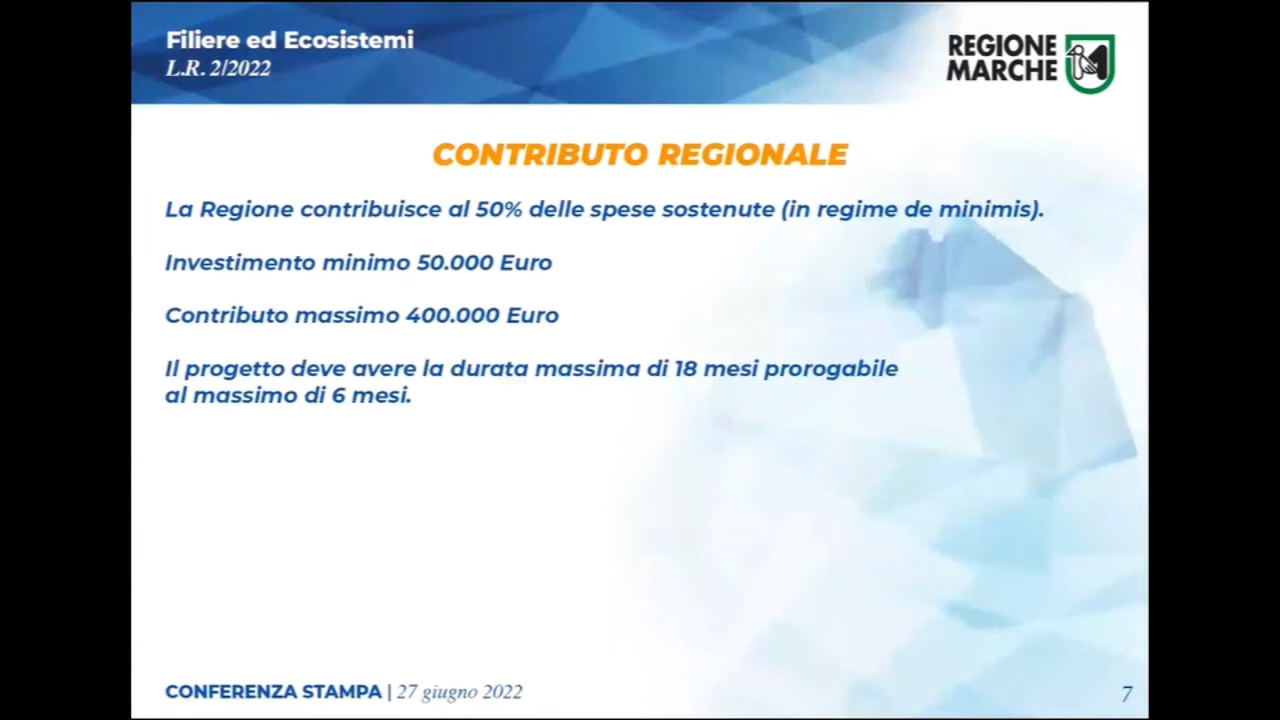 Filiere ed Ecosistemi
L.R. 2/2022
REGIONE
MARCHE
CONTRIBUTO REGIONALE
La Regione contribuisce al 50% delle spese sostenute (in regime de minimis).
Investimento minimo 50.000 Euro
Contributo massimo 400.000 Euro
Il progetto deve avere la durata massima di 18 mesi prorogabile
al massimo di 6 mesi.
CONFERENZA STAMPA | 27 giugno 2022
7